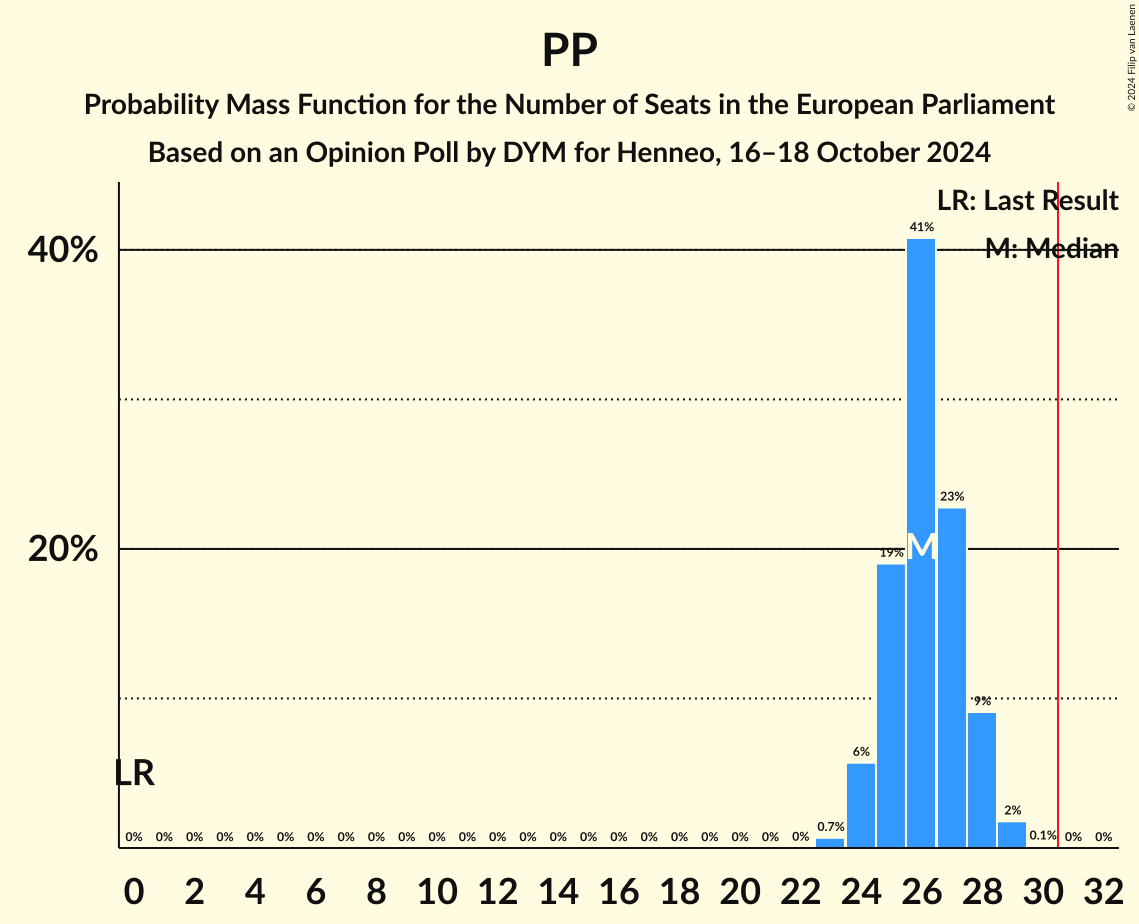 PP
Probability Mass Function for the Number of Seats in the European Parliament
Based on an Opinion Poll by DYM for Henneo, 16–18 October 2024
© 2024 Filip van Laenen
LR: Last Result
M: Median
40%
20%
41%
23%
19%
M
9%
6%
2%
0.7%
0.1%
LR
0% 0% 0% 0% 0% 0% 0% 0% 0% 0% 0% 0% 0% 0% 0% 0% 0% 0% 0% 0% 0% 0% 0% 0% 0%
0 2 4 6 8 10 12 14 16 18 20 22 24 26 28 30 32